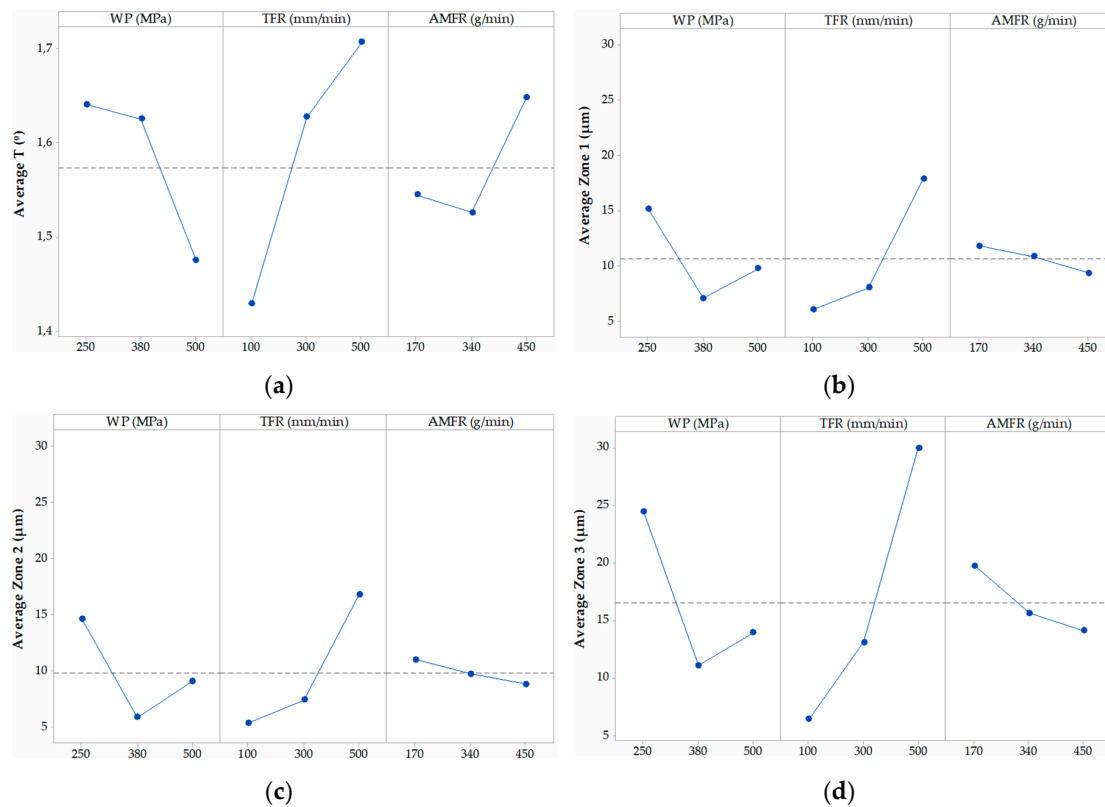 WP (MPa) TFR (mm/min) AMFR (g/min)
Average T (º)
1,7
1,6
1,5
1,4
250 380 500 100 300 500 170 340 450
(a)
WP (MPa) TFR (mm/min) AMFR (g/min)
Average Zone 1 (µm)
30
25
20
15
10
5
250 380 500 100 300 500 170 340 450
(b)
WP (MPa) TFR (mm/min) AMFR (g/min)
Average Zone 2 (µm)
30
25
20
15
10
5
250 380 500 100 300 500 170 340 450
(c)
WP (MPa) TFR (mm/min) AMFR (g/min)
Average Zone 3 (µm)
30
25
20
15
10
5
250 380 500 100 300 500 170 340 450
(d)